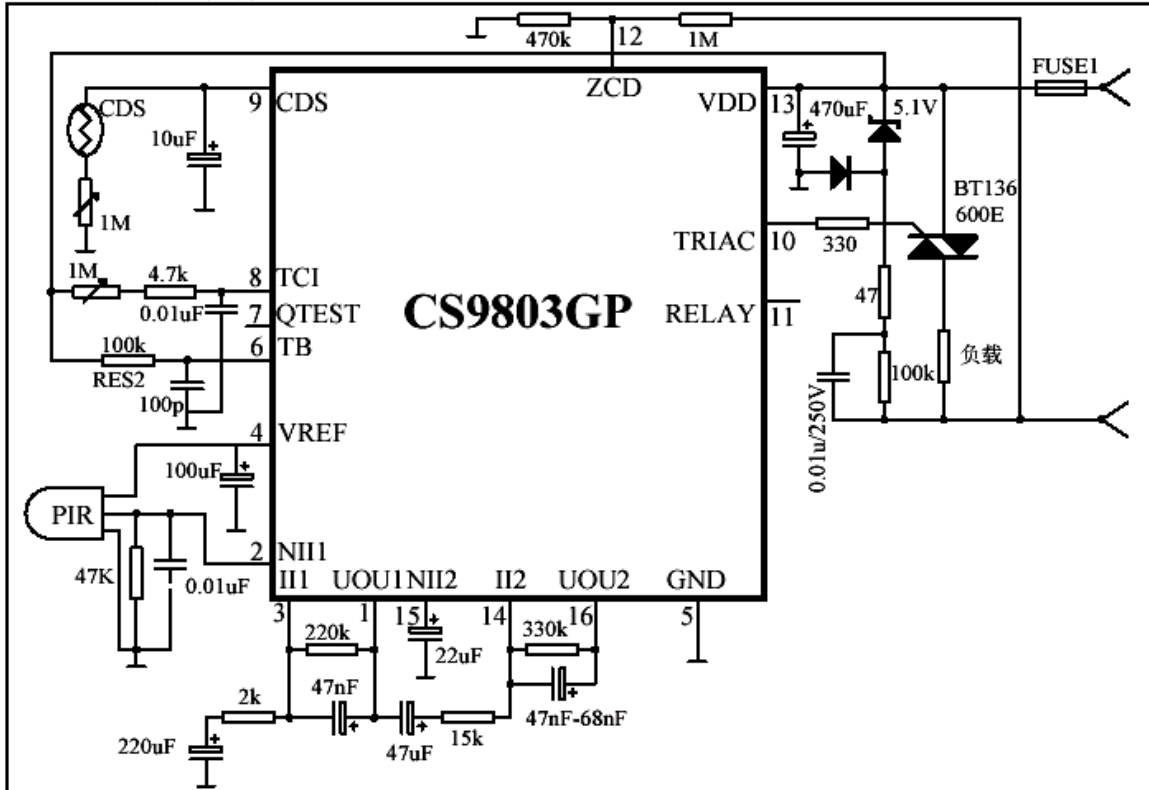 470k
12
1M
FUSE1
CDS
9
CDS
ZCD
VDD
13
470uF
5.1V
10uF
1M
BT136
600E
TRIAC
10
330
1M
4.7k
8
TCI
0.01uF
7
QTEST
CS9803GP
RELAY
11
47
100k
6
TB
RES2
100p
100k
负载
0.01u/250V
4
VREF
100uF
PIR
2
NII1
47K
0.01uF
II1
UOU1
NII2
II2
UOU2
GND
3
1
15
14
16
5
220k
22uF
330k
2k
47nF
47nF-68nF
220uF
47uF
15k